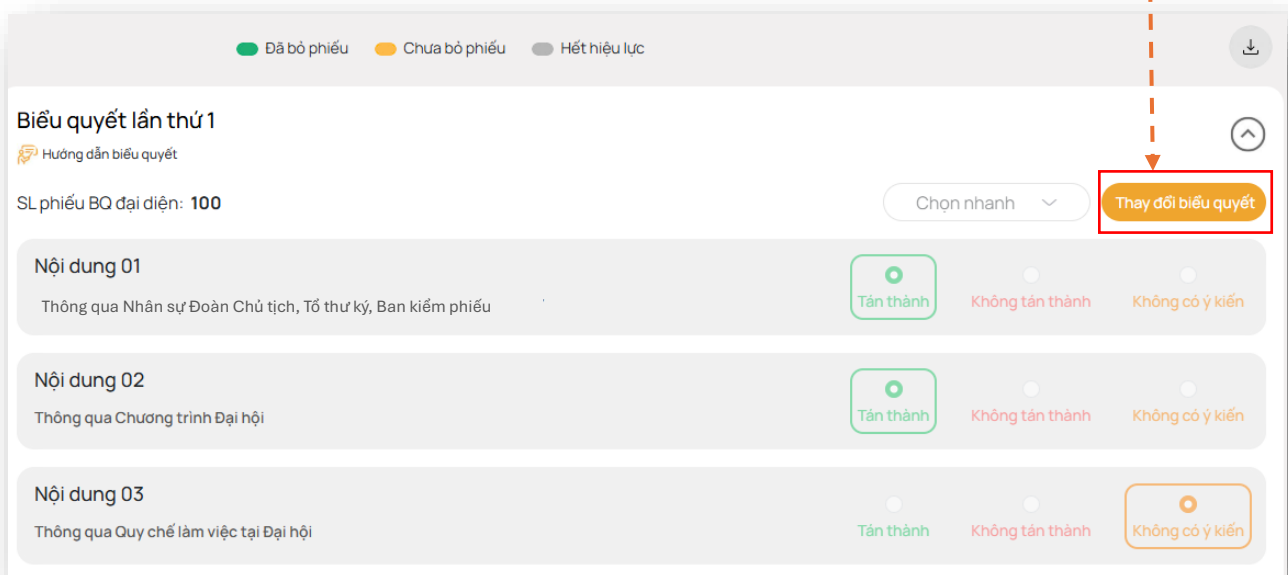 Đã bỏ phiếu Chưa bỏ phiếu Hết hiệu lực
Biểu quyết lần thứ 1
Hướng dẫn biểu quyết
SL phiếu BQ đại diện: 100 Chọn nhanh Thay đổi biểu quyết
Nội dung 01
Thông qua Nhân sự Đoàn Chủ tịch, Tổ thư ký, Ban kiểm phiếu
Tán thành Không tán thành Không có ý kiến
Nội dung 02
Thông qua Chương trình Đại hội
Tán thành Không tán thành Không có ý kiến
Nội dung 03
Thông qua Quy chế làm việc tại Đại hội
Tán thành Không tán thành Không có ý kiến